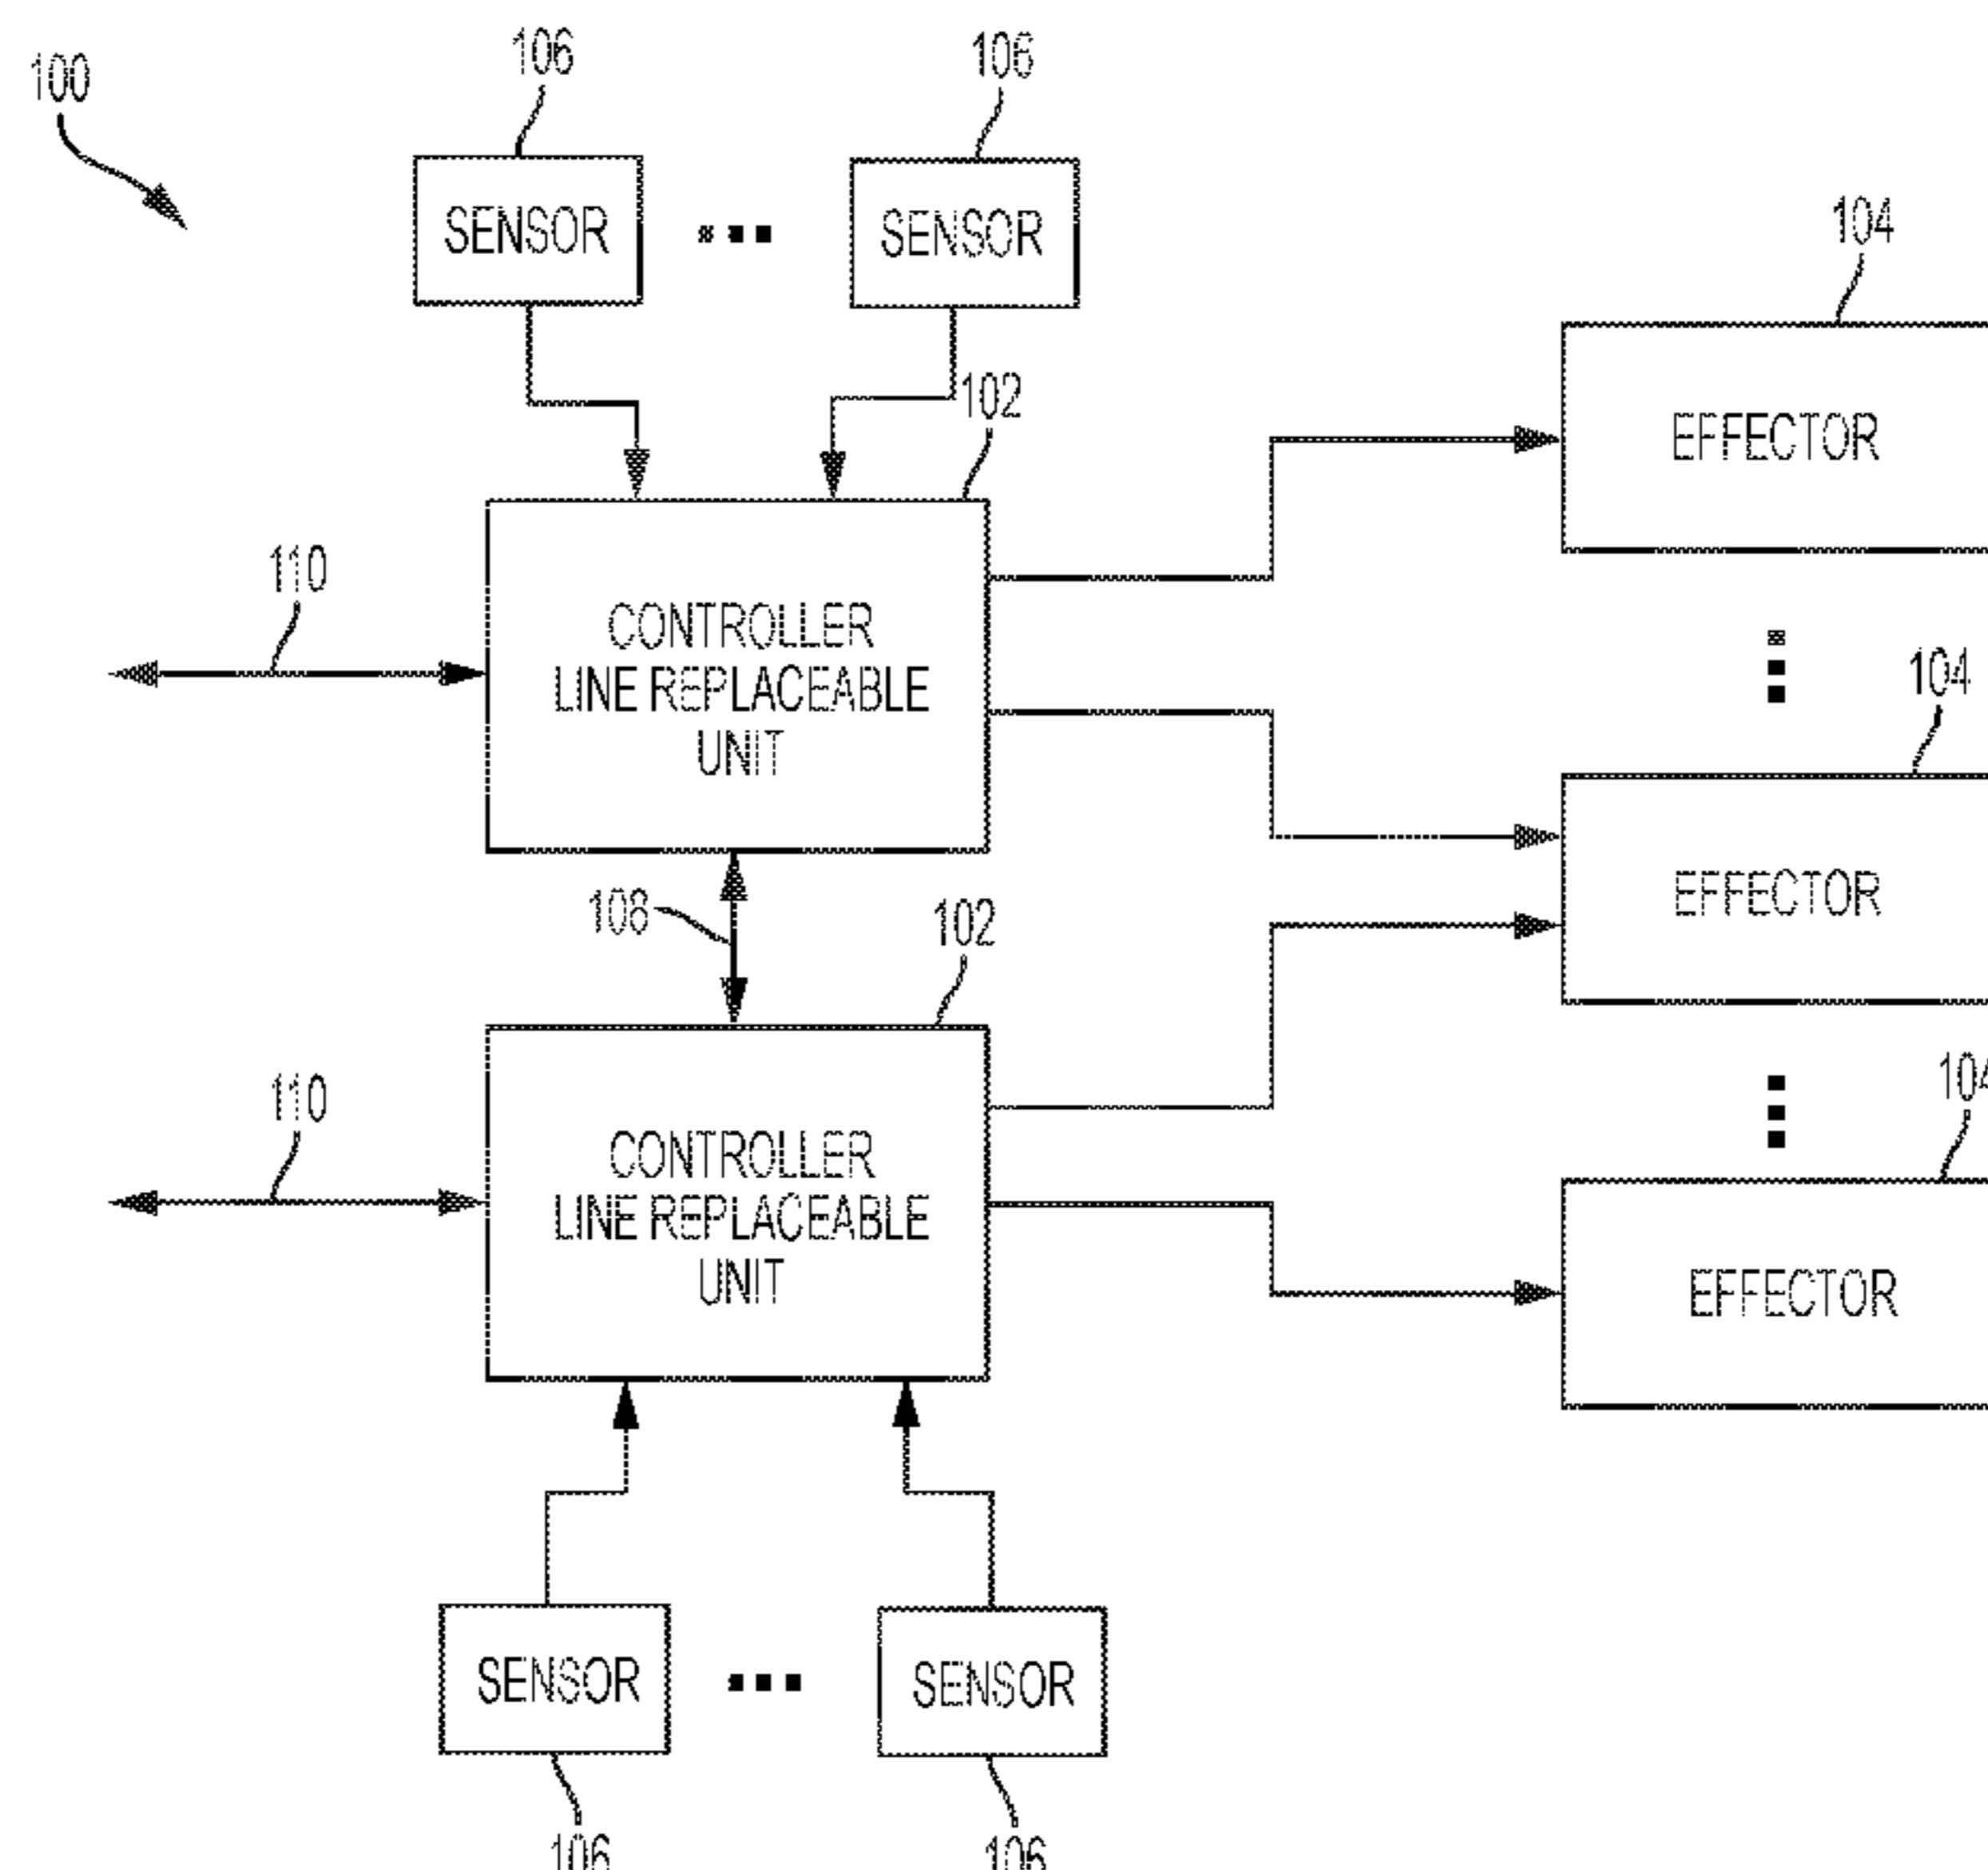 100
106
106
SENSOR
SENSOR
104
EFFECTOR
102
110
CONTROLLER
LINE REPLACEABLE
UNIT
104
EFFECTOR
108
102
104
110
CONTROLLER
LINE REPLACEABLE
UNIT
EFFECTOR
SENSOR
SENSOR
106
106